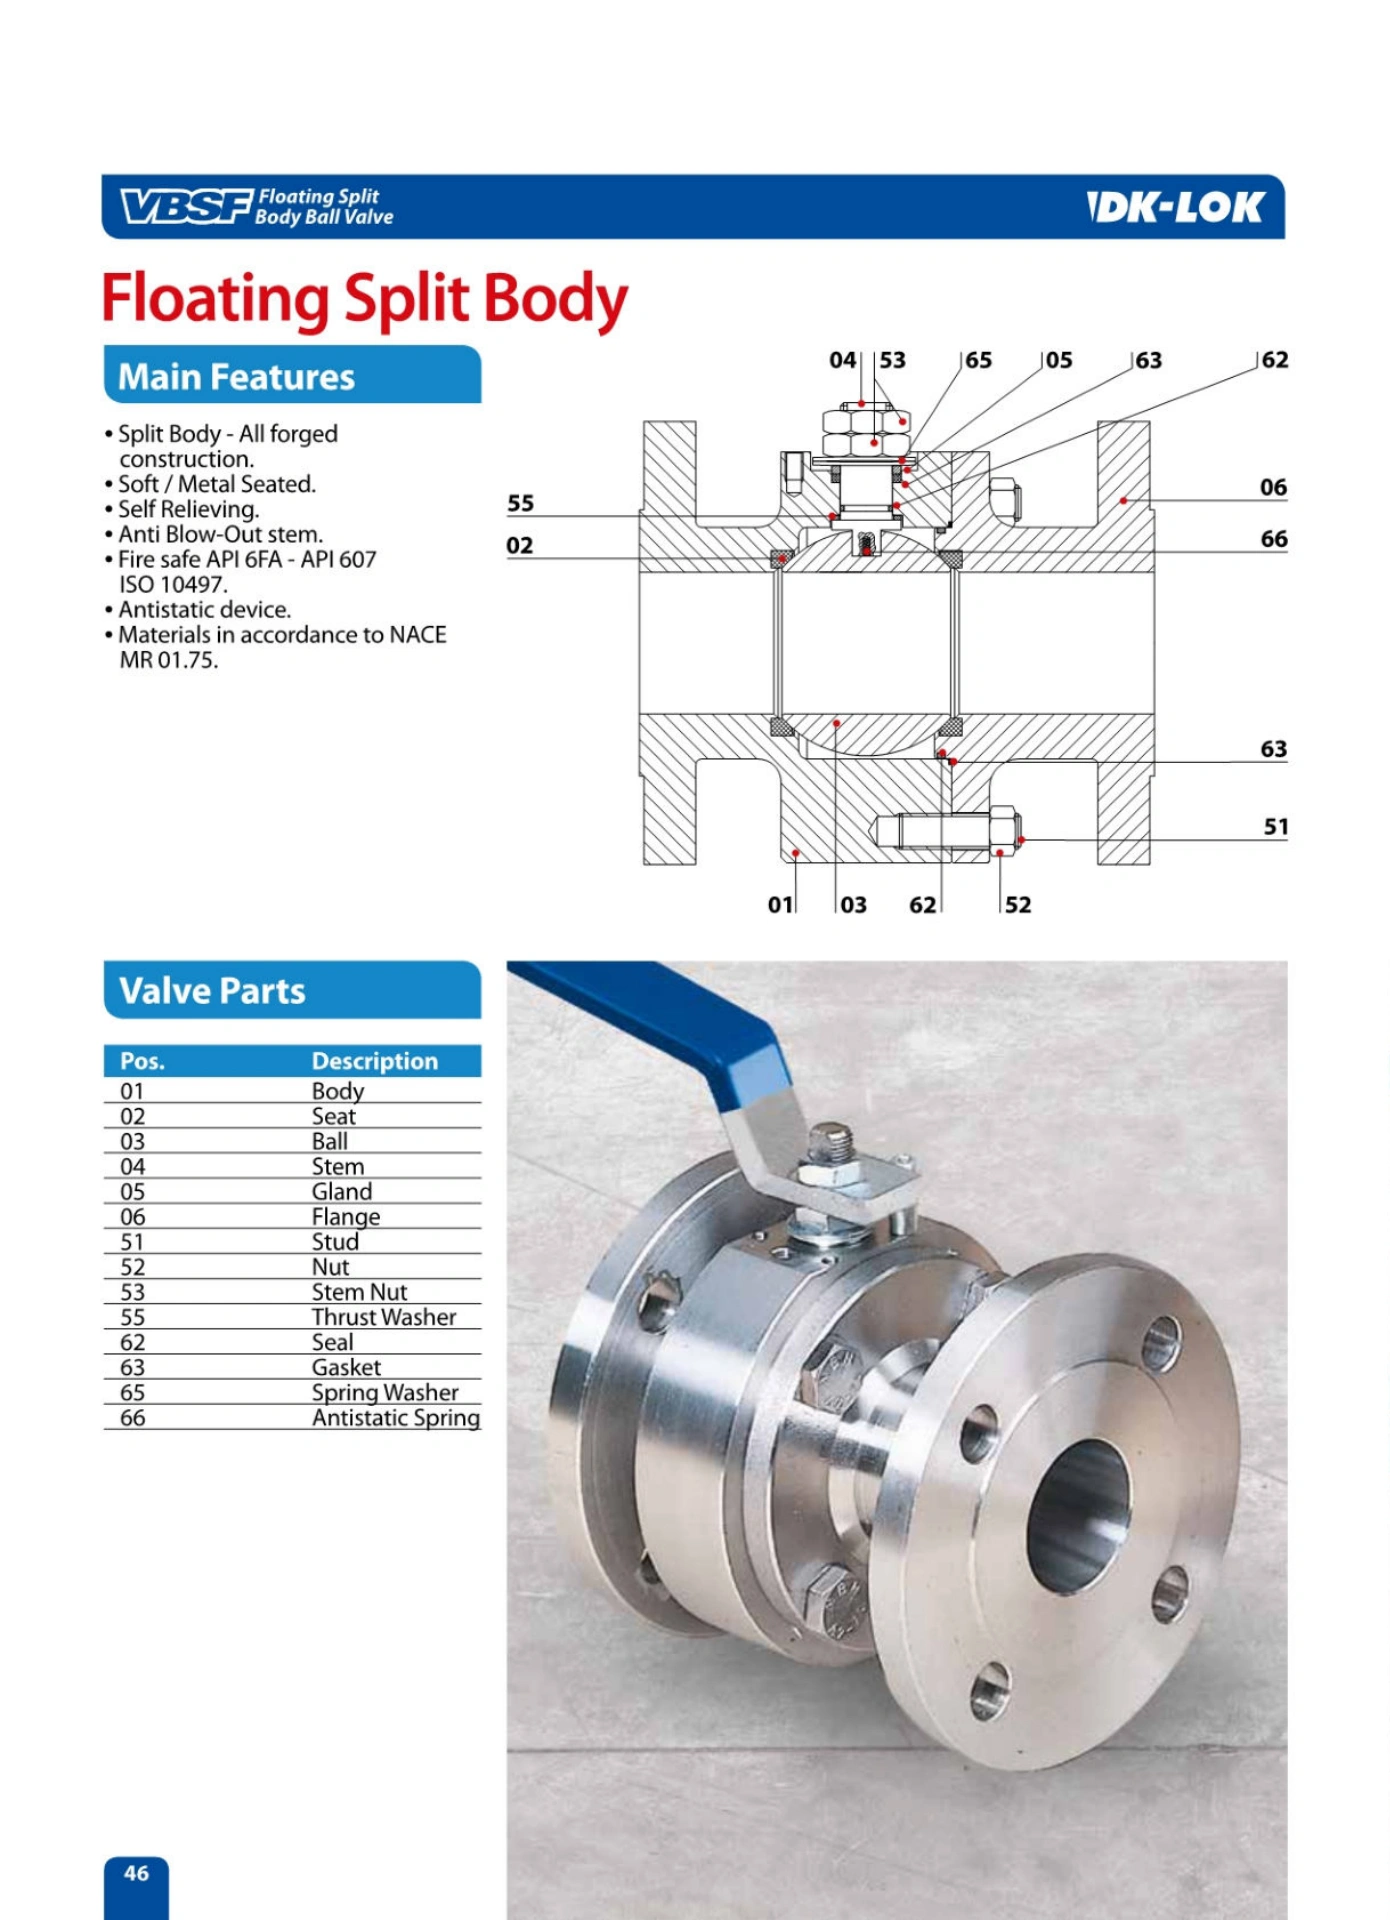 VBSF Floating Split
Body Ball Valve
DK-LOK
Floating Split Body
Main Features
• Split Body - All forged
construction.
• Soft / Metal Seated.
• Self Relieving.
• Anti Blow-Out stem.
• Fire safe API 6FA - API 607
ISO 10497.
• Antistatic device.
• Materials in accordance to NACE
MR 01.75.
04 53 65 05 63 62
55
06
02
66
63
51
01 03 62 52
Valve Parts
Pos. Description
01 Body
02 Seat
03 Ball
04 Stem
05 Gland
06 Flange
51 Stud
52 Nut
53 Stem Nut
55 Thrust Washer
62 Seal
63 Gasket
65 Spring Washer
66 Antistatic Spring
46